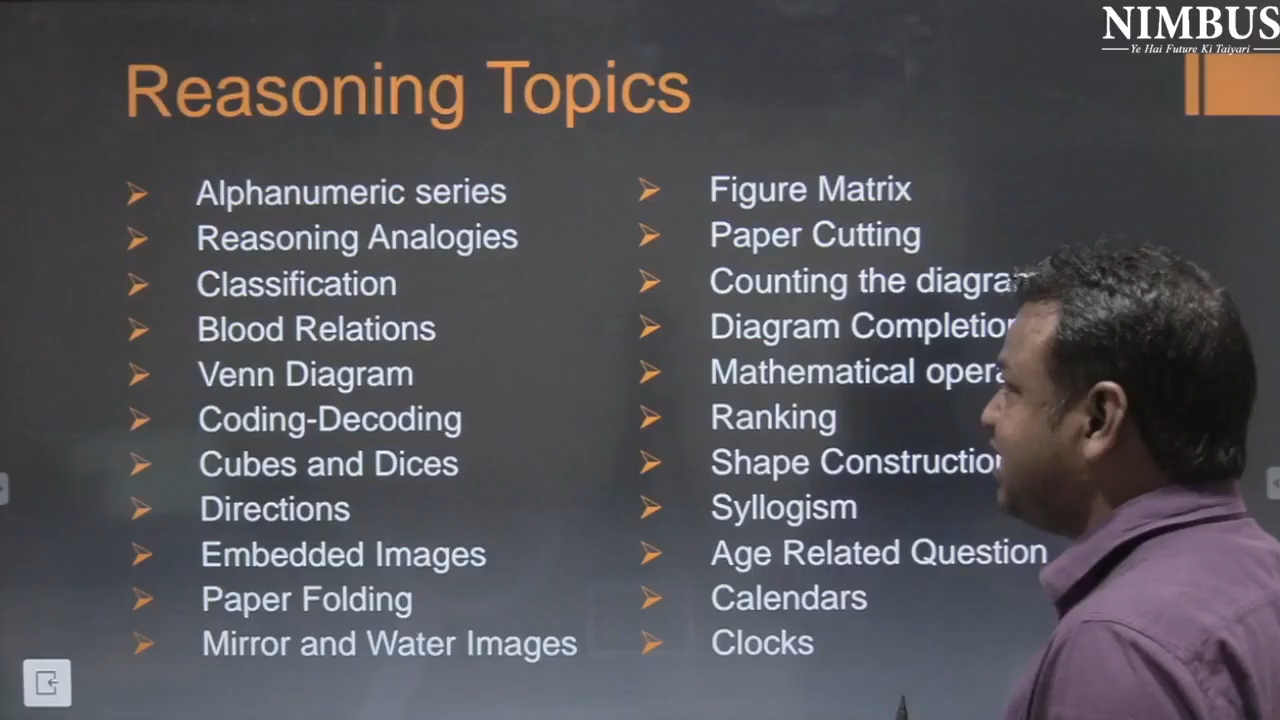 NIMBUS
Ye Hai Future Ki Taiyari
Reasoning Topics
Alphanumeric series
Reasoning Analogies
Classification
Blood Relations
Venn Diagram
Coding-Decoding
Cubes and Dices
Directions
Embedded Images
Paper Folding
Mirror and Water Images
Figure Matrix
Paper Cutting
Counting the
Diagram
Mathematical
Ranking
Shape
Syllogism
Age Related Question
Calendars
Clocks